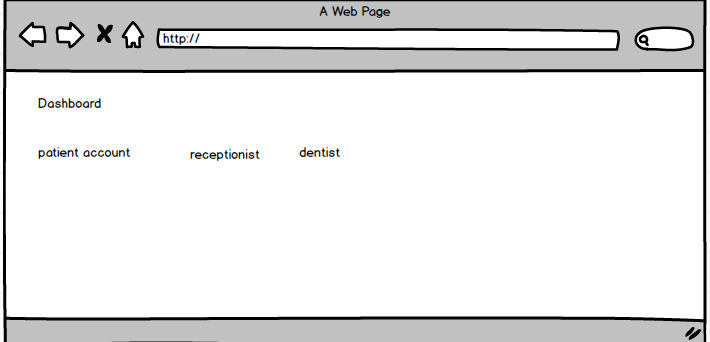 A Web Page
http://
Dashboard
patient account receptionist dentist